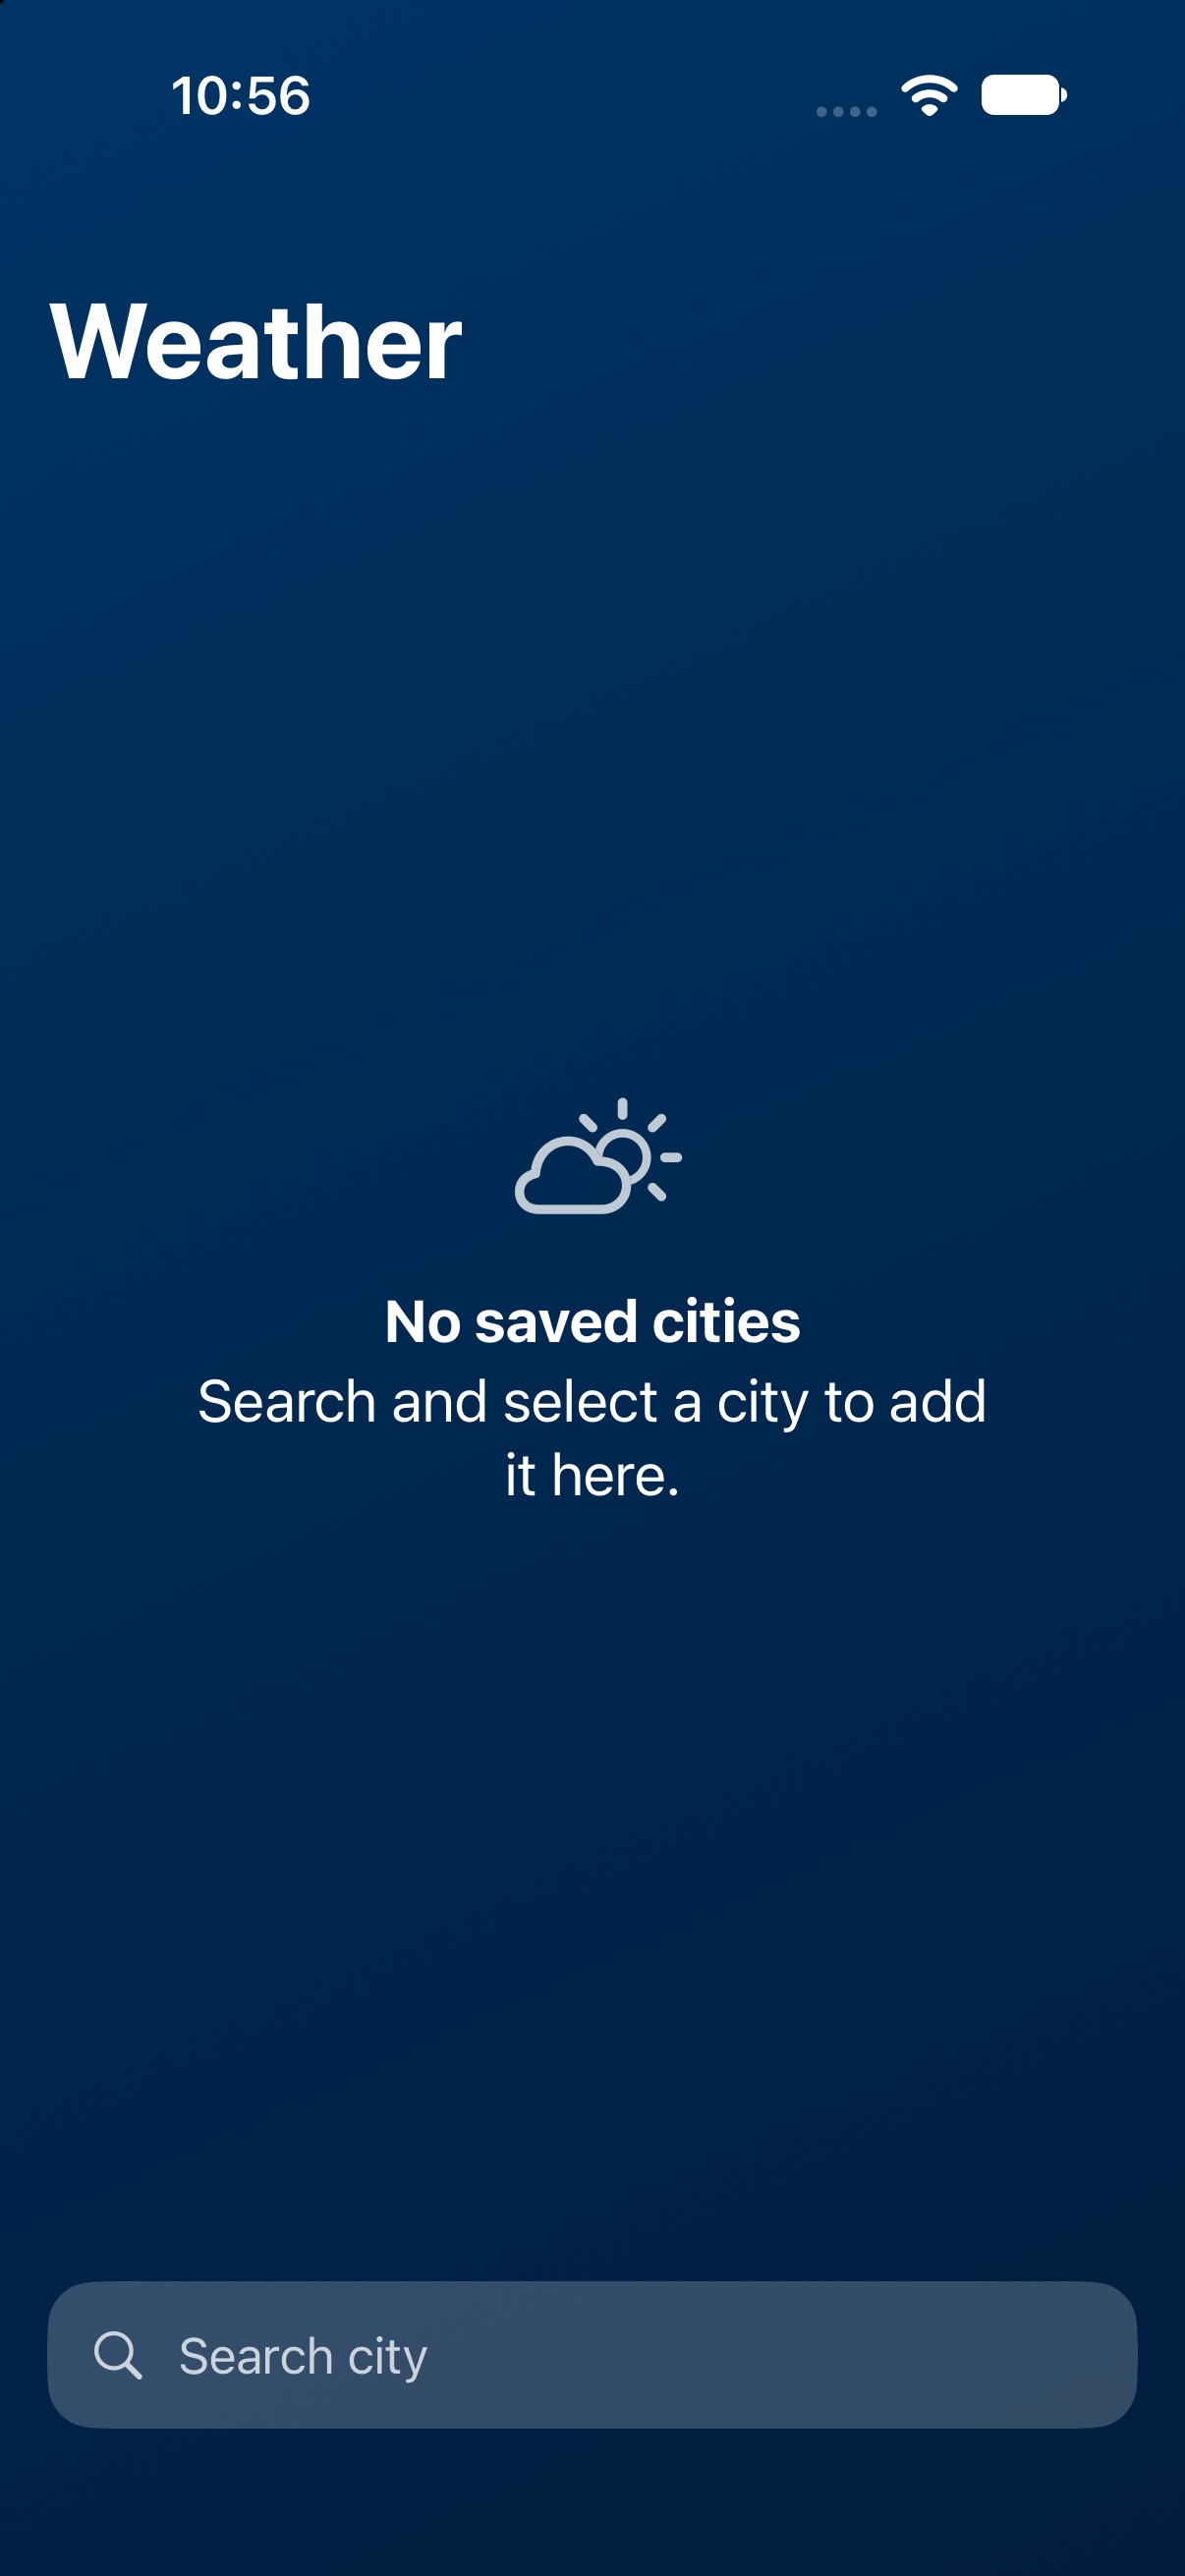 10:56
Weather
No saved cities
Search and select a city to add
it here.
Search city